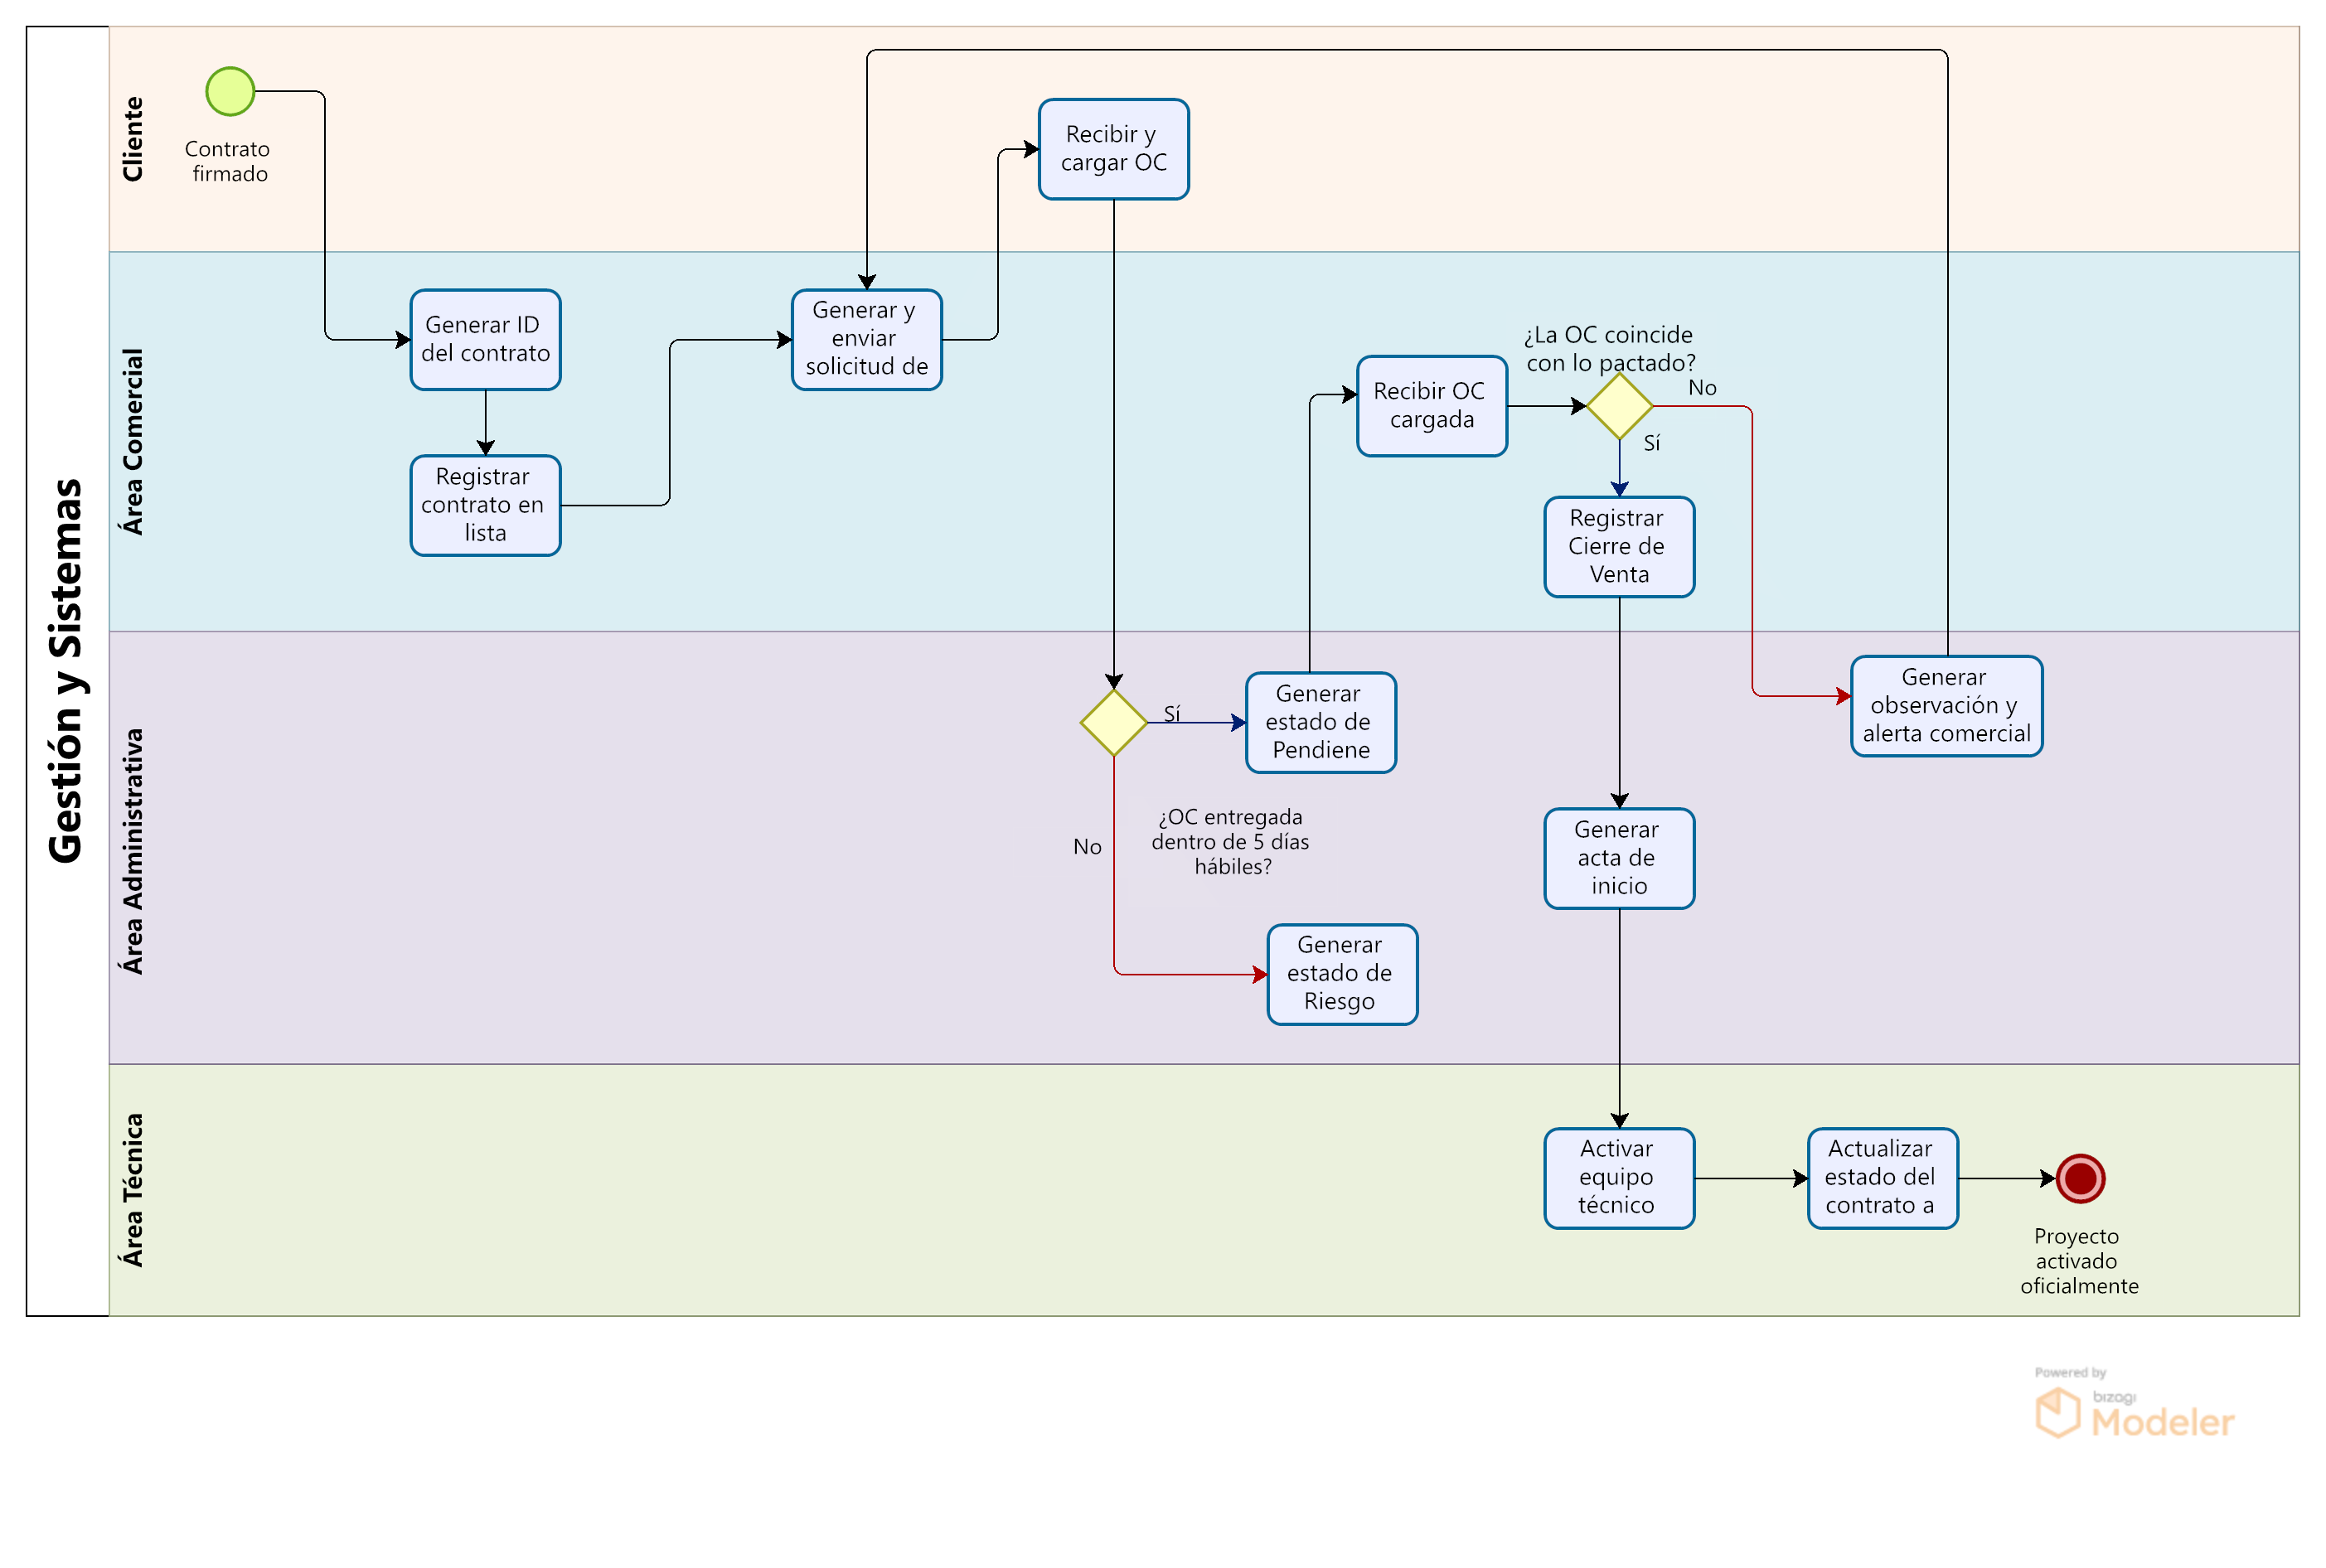 Gestión y Sistemas
Cliente
Contrato
firmado
Recibir y
cargar OC
Área Comercial
Generar ID
del contrato
Registrar
contrato en
lista
Generar y
enviar
solicitud de
Recibir OC
cargada
¿La OC coincide
con lo pactado?
No
Sí
Registrar
Cierre de
Venta
Área Administrativa
Sí
Generar
estado de
Pendiene
No
¿OC entregada
dentro de 5 días
hábiles?
Generar
estado de
Riesgo
Generar
acta de
inicio
Generar
observación y
alerta comercial
Área Técnica
Activar
equipo
técnico
Actualizar
estado del
contrato a
Proyecto
activado
oficialmente
Powered by
bizagi
Modeler